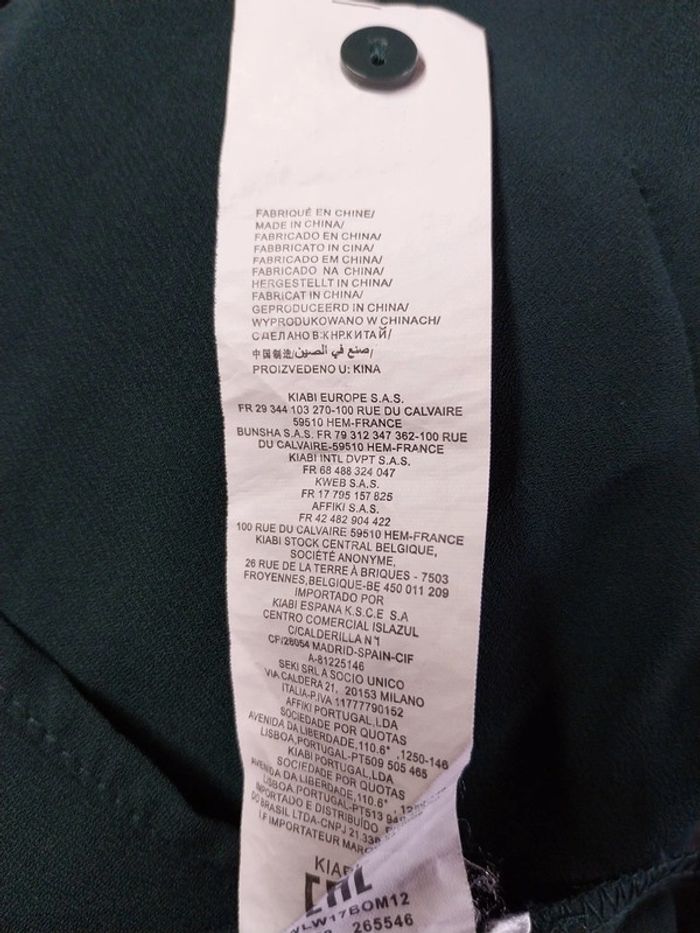 FABRIQUÉ EN CHINE/
MADE IN CHINA/
FABRICADO EN CHINA/
FABBRICATO IN CINA/
FABRICADO EM CHINA/
FABRICADO NA CHINA/
HERGESTELLT IN CHINA/
FABRICAT IN CHINA/
GEPRODUCEERD IN CHINA/
WYPRODUKOWANO W CHINACH/
СДЕЛАНО В:КНР.КИТАЙ/
中国制造/صنع في الصين/
PROIZVEDENO U: KINA
KIABI EUROPE S.A.S.
FR 29 344 103 270-100 RUE DU CALVAIRE
59510 HEM-FRANCE
BUNSHA S.A.S. FR 79 312 347 362-100 RUE
DU CALVAIRE-59510 HEM-FRANCE
KIABI INTL DVPT S.A.S.
FR 68 488 324 047
KWEB S.A.S.
FR 17 795 157 825
AFFIKI S.A.S.
FR 42 482 904 422
100 RUE DU CALVAIRE 59510 HEM-FRANCE
KIABI STOCK CENTRAL BELGIQUE,
SOCIÉTÉ ANONYME,
26 RUE DE LA TERRE À BRIQUES - 7503
FROYENNES,BELGIQUE-BE 450 011 209
IMPORTADO POR
KIABI ESPANA K.S.C.E S.A
CENTRO COMERCIAL ISLAZUL
C/CALDERILLA N°1
CP/28054 MADRID-SPAIN-CIF
A-81225146
SEKI SRL A SOCIO UNICO
VIA CALDERA 21, 20153 MILANO
ITALIA-P.IVA 11777790152
AFFIKI PORTUGAL,LDA
SOCIEDADE POR QUOTAS
AVENIDA DA LIBERDADE,110.6° ,1250-146
LISBOA,PORTUGAL-PT509 505 465
KIABI PORTUGAL,LDA
SOCIEDADE POR QUOTAS
AVENIDA DA LIBERDADE,110.6°
LISBOA,PORTUGAL-PT513
IMPORTADO E DISTRIBUÍDO
DO BRASIL LTDA-CNPJ 21.338
I.F IMPORTATEUR
KIABI
EAC
WLW17BOM12
265546